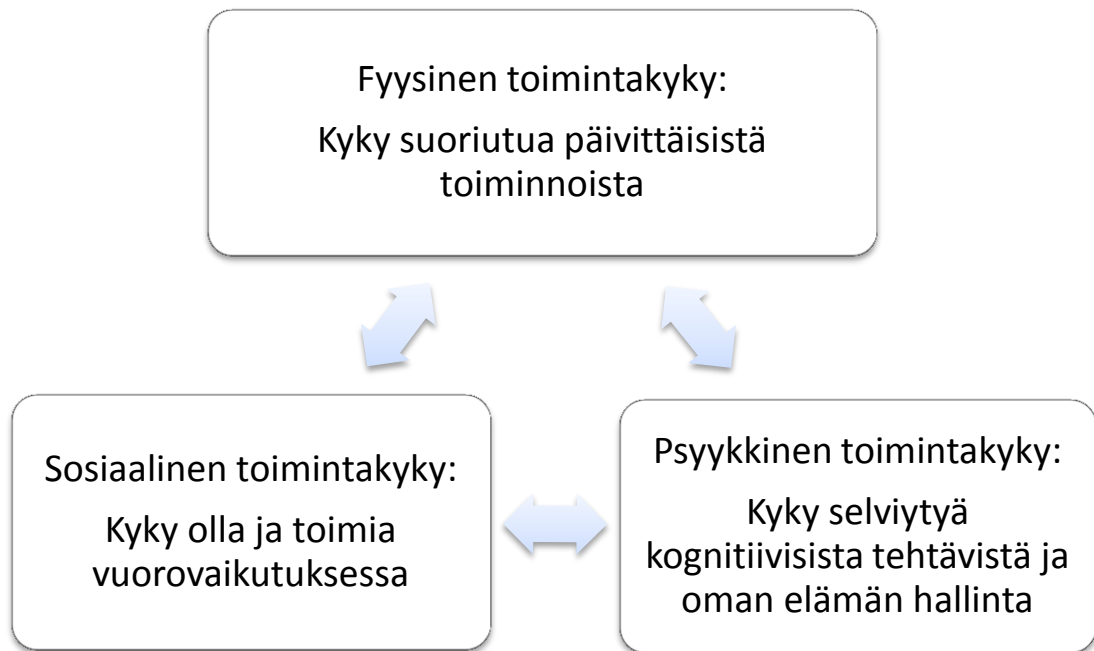 Fyysinen toimintakyky:
Kyky suoriutua päivittäisistä
toiminnoista
Sosiaalinen toimintakyky:
Kyky olla ja toimia
vuorovaikutuksessa
Psyykkinen toimintakyky:
Kyky selviytyä
kognitiivisista tehtävistä ja
oman elämän hallinta